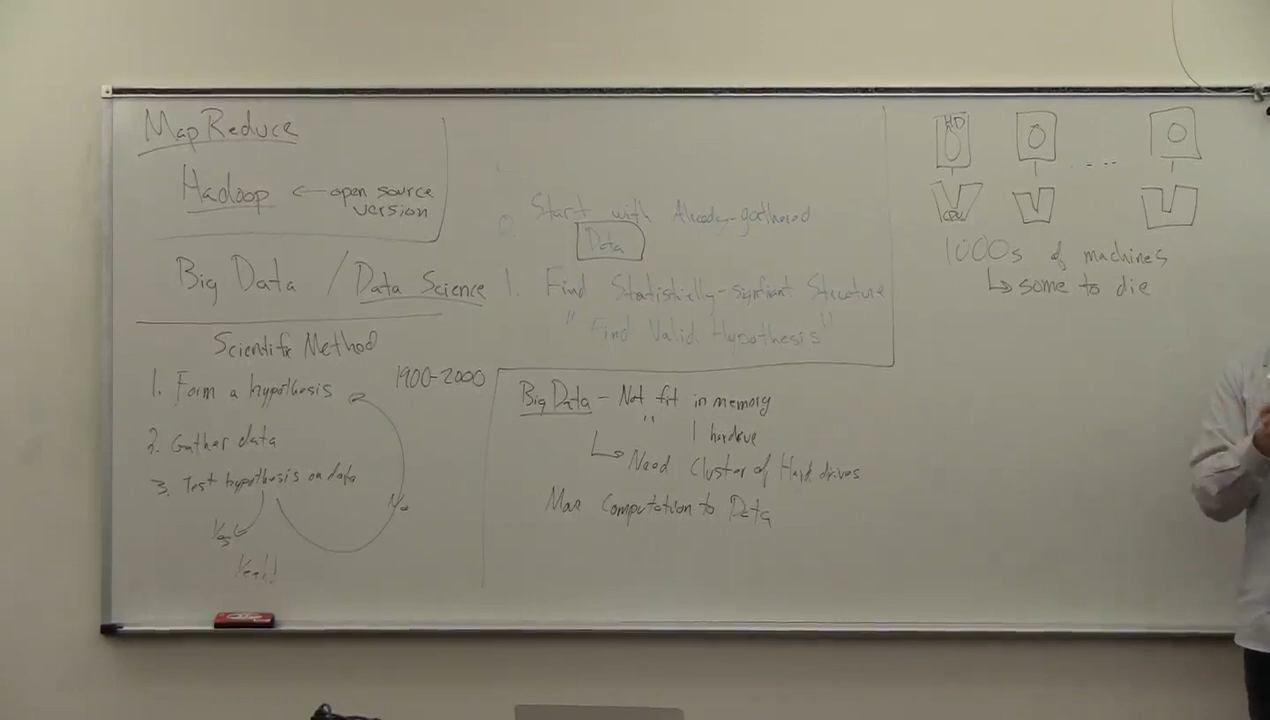 MapReduce
Hadoop ← open source
version
Big Data / Data Science
Scientific Method
1. Form a hypothesis
1900-2000
2. Gather data
3. Test hypothesis on data
Yes
No
Yeah!
0. Start with Already-gathered
Data
1. Find Statistially-signfiant Structure
"Find Valid Hypothesis"
Big Data - Not fit in memory
" 1 hardrive
↳ Need Cluster of Hard drives
Move Computation to Data
HD
....
CPU
1000s of machines
↳ some to die